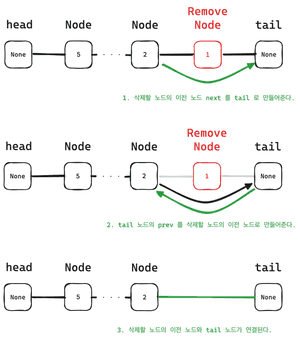 Remove
head Node Node Node tail
None 5 2 1 None
1. 삭제할 노드의 이전 노드 next 를 tail 로 만들어준다.
Remove
head Node Node Node tail
None 5 2 1 None
2. tail 노드의 prev 를 삭제할 노드의 이전 노드로 만들어준다.
head Node Node tail
None 5 2 None
3. 삭제할 노드의 이전 노드와 tail 노드가 연결된다.